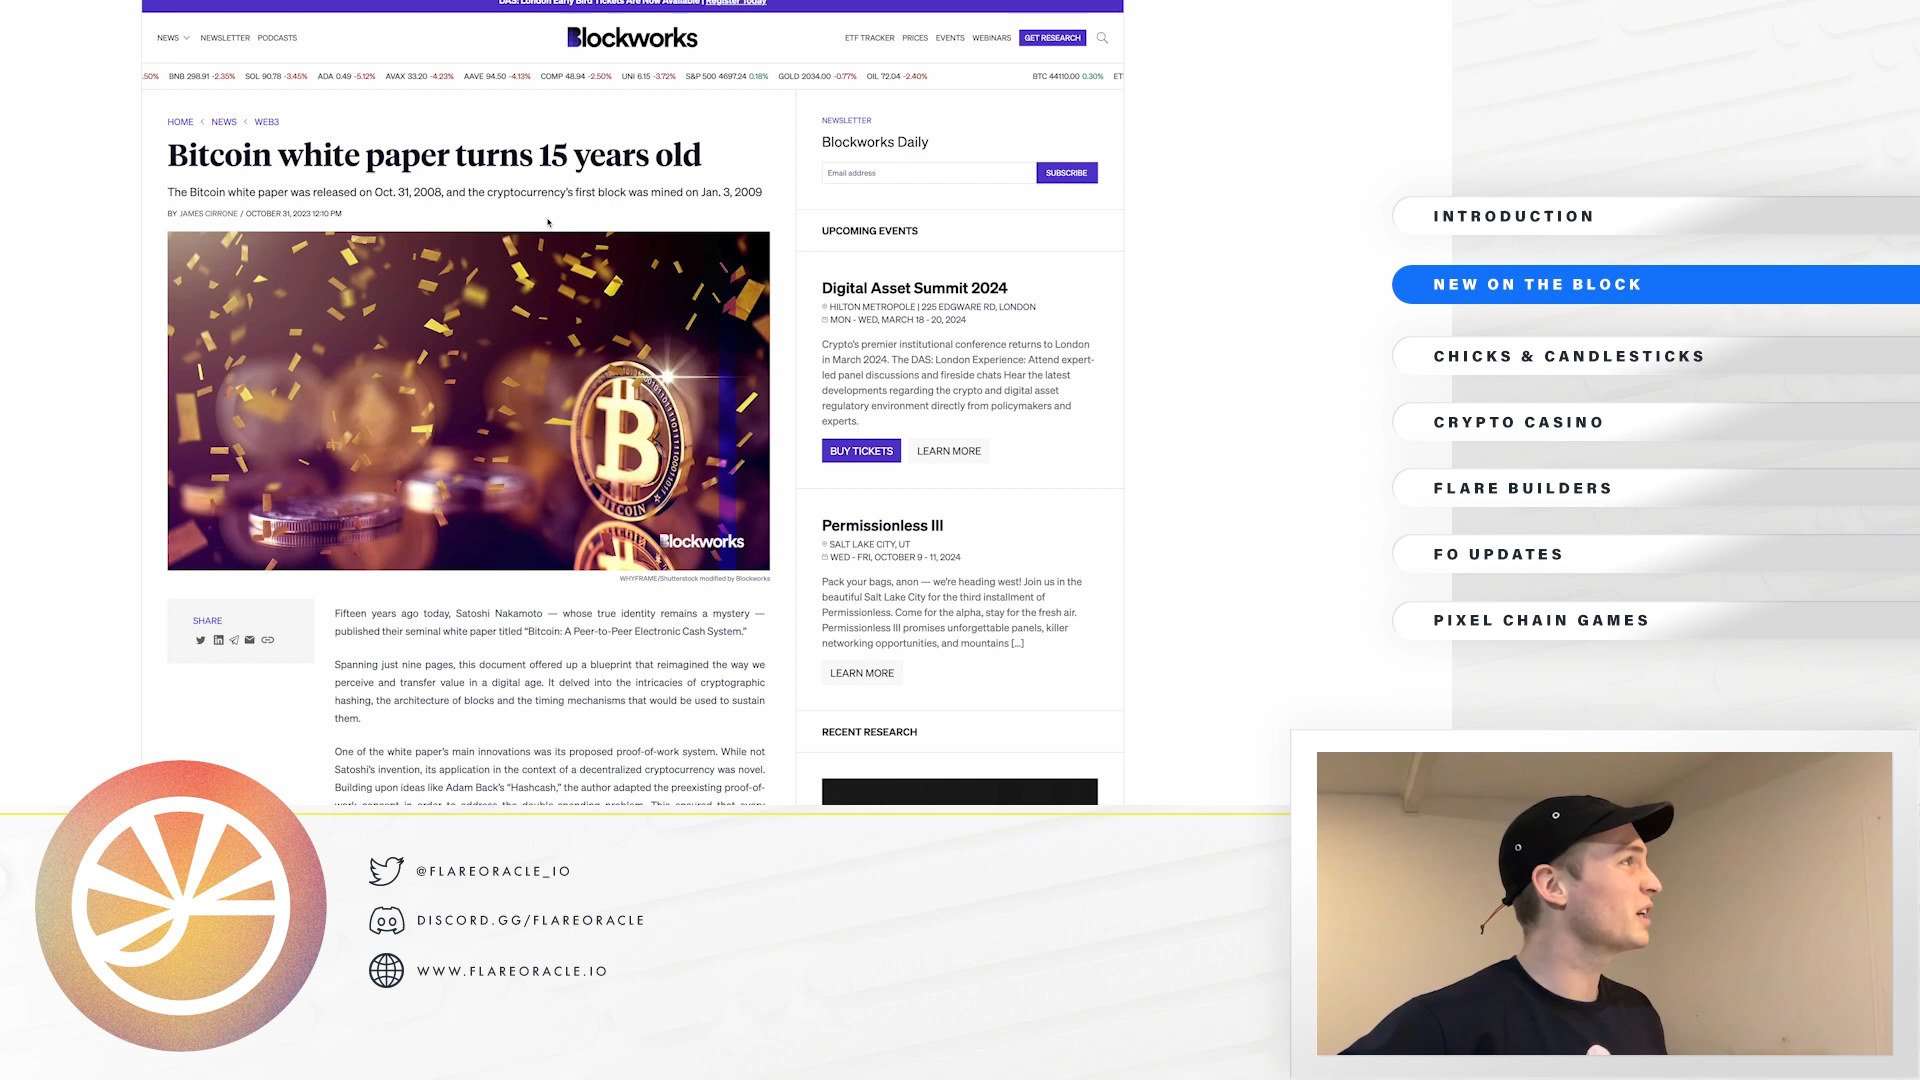 DAS: London Early Bird Tickets Are Now Available | Register Today
NEWS NEWSLETTER PODCASTS
Blockworks
ETF TRACKER PRICES EVENTS WEBINARS GET RESEARCH
.50% BNB 298.91 -2.35% SOL 90.78 -3.45% ADA 0.49 -5.12% AVAX 33.20 -4.23% AAVE 94.50 -4.13% COMP 48.94 -2.50% UNI 6.15 -3.72% S&P 500 4697.24 0.18% GOLD 2034.00 -0.77% OIL 72.04 -2.40% BTC 44110.00 0.30% ET
HOME < NEWS < WEB3
Bitcoin white paper turns 15 years old
The Bitcoin white paper was released on Oct. 31, 2008, and the cryptocurrency's first block was mined on Jan. 3, 2009
BY JAMES CIRRONE / OCTOBER 31, 2023 12:10 PM
BITCOIN
Blockworks
WHYFRAME/Shutterstock modified by Blockworks
SHARE
Fifteen years ago today, Satoshi Nakamoto — whose true identity remains a mystery —
published their seminal white paper titled “Bitcoin: A Peer-to-Peer Electronic Cash System.”
Spanning just nine pages, this document offered up a blueprint that reimagined the way we
perceive and transfer value in a digital age. It delved into the intricacies of cryptographic
hashing, the architecture of blocks and the timing mechanisms that would be used to sustain
them.
One of the white paper’s main innovations was its proposed proof-of-work system. While not
Satoshi’s invention, its application in the context of a decentralized cryptocurrency was novel.
Building upon ideas like Adam Back’s “Hashcash,” the author adapted the preexisting proof-of-
work concept in order to address the double-spending problem. This ensured that every
NEWSLETTER
Blockworks Daily
Email address
SUBSCRIBE
UPCOMING EVENTS
Digital Asset Summit 2024
HILTON METROPOLE | 225 EDGWARE RD, LONDON
MON - WED, MARCH 18 - 20, 2024
Crypto’s premier institutional conference returns to London
in March 2024. The DAS: London Experience: Attend expert-
led panel discussions and fireside chats Hear the latest
developments regarding the crypto and digital asset
regulatory environment directly from policymakers and
experts.
BUY TICKETS LEARN MORE
Permissionless III
SALT LAKE CITY, UT
WED - FRI, OCTOBER 9 - 11, 2024
Pack your bags, anon — we’re heading west! Join us in the
beautiful Salt Lake City for the third installment of
Permissionless. Come for the alpha, stay for the fresh air.
Permissionless III promises unforgettable panels, killer
networking opportunities, and mountains [...]
LEARN MORE
RECENT RESEARCH
INTRODUCTION
NEW ON THE BLOCK
CHICKS & CANDLESTICKS
CRYPTO CASINO
FLARE BUILDERS
FO UPDATES
PIXEL CHAIN GAMES
@FLAREORACLE_IO
DISCORD.GG/FLAREORACLE
WWW.FLAREORACLE.IO